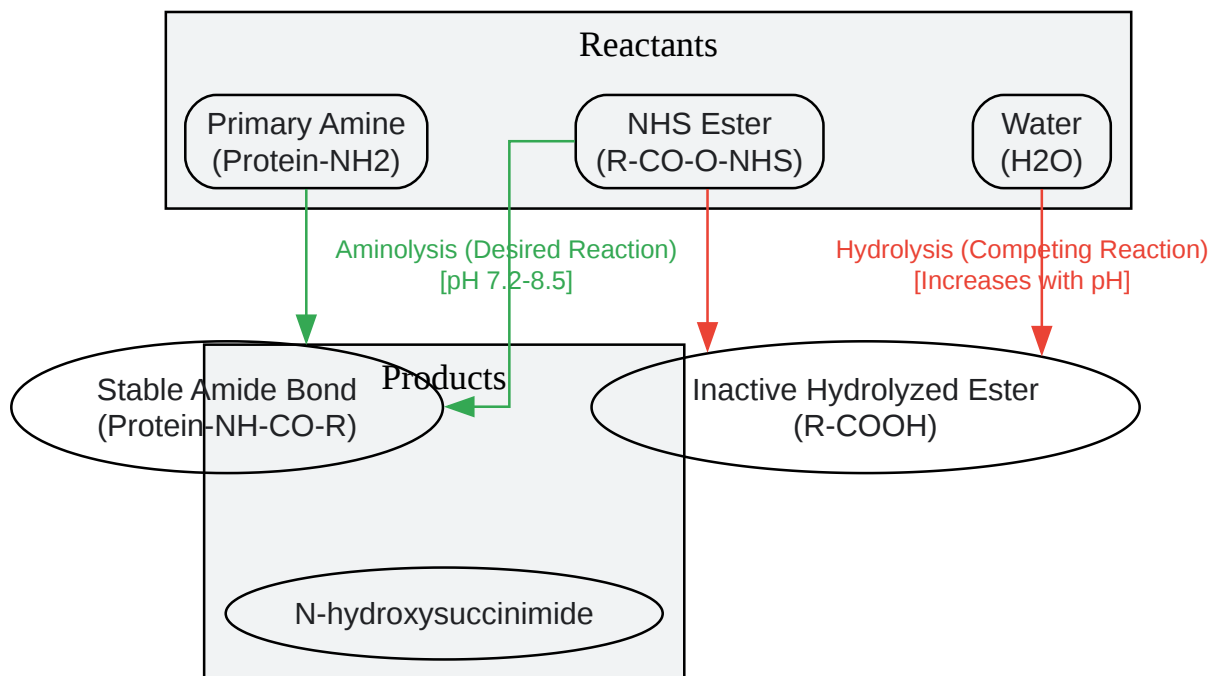 Reactants
Primary Amine
(Protein-NH2)
NHS Ester
(R-CO-O-NHS)
Water
(H2O)
Aminolysis (Desired Reaction)
[pH 7.2-8.5]
Hydrolysis (Competing Reaction)
[Increases with pH]
Products
Stable Amide Bond
(Protein-NH-CO-R)
Inactive Hydrolyzed Ester
(R-COOH)
N-hydroxysuccinimide